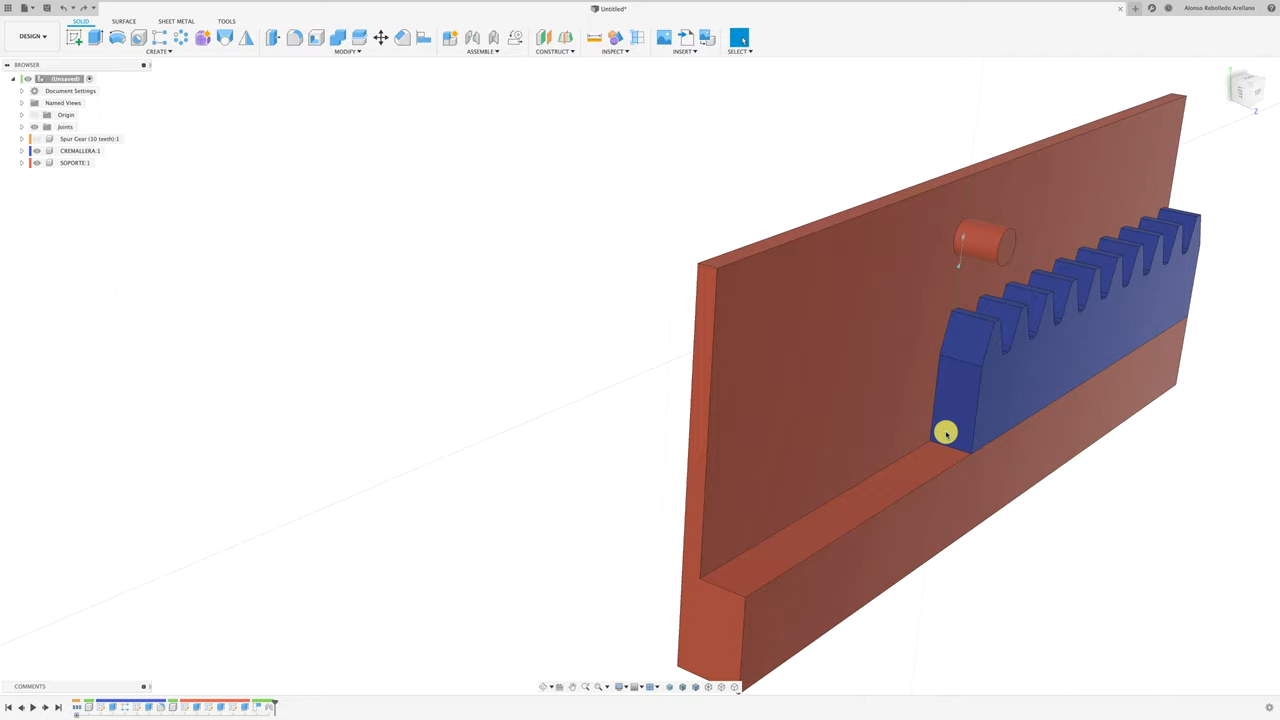 Untitled*
Alonso Rebolledo Arellano
DESIGN
SOLID
SURFACE
SHEET METAL
TOOLS
CREATE
MODIFY
ASSEMBLE
CONSTRUCT
INSPECT
INSERT
SELECT
BROWSER
(Unsaved)
Document Settings
Named Views
Origin
Joints
Spur Gear (10 teeth):1
CREMALLERA:1
SOPORTE:1
Z
COMMENTS